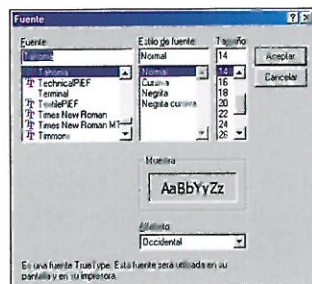 Fuente
Fuente: Estilo de fuente: Tamaño:
Tahoma Normal 14
Tahoma Normal 14
TechnicalPIEF Cursiva 16
Terminal Negrita 18
TextilePIEF Negrita cursiva 20
Times New Roman 22
Times New Roman MT 24
Timmons 26
Aceptar
Cancelar
Muestra
AaBbYyZz
Alfabeto:
Occidental
Es una fuente TrueType. Esta fuente será utilizada en su
pantalla y en su impresora.